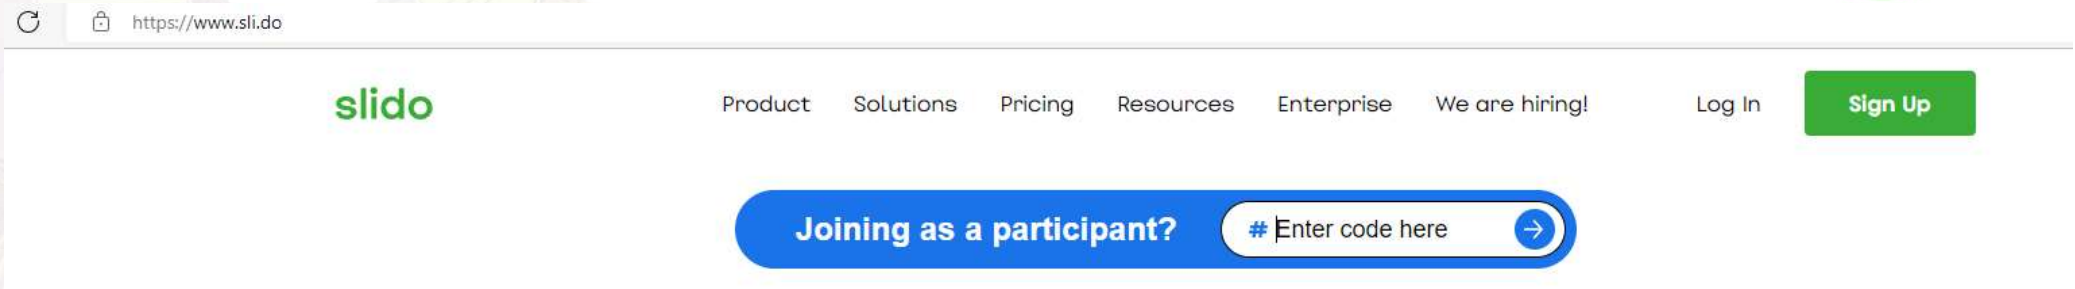 https://www.sli.do
slido Product Solutions Pricing Resources Enterprise We are hiring! Log In Sign Up
Joining as a participant? # Enter code here